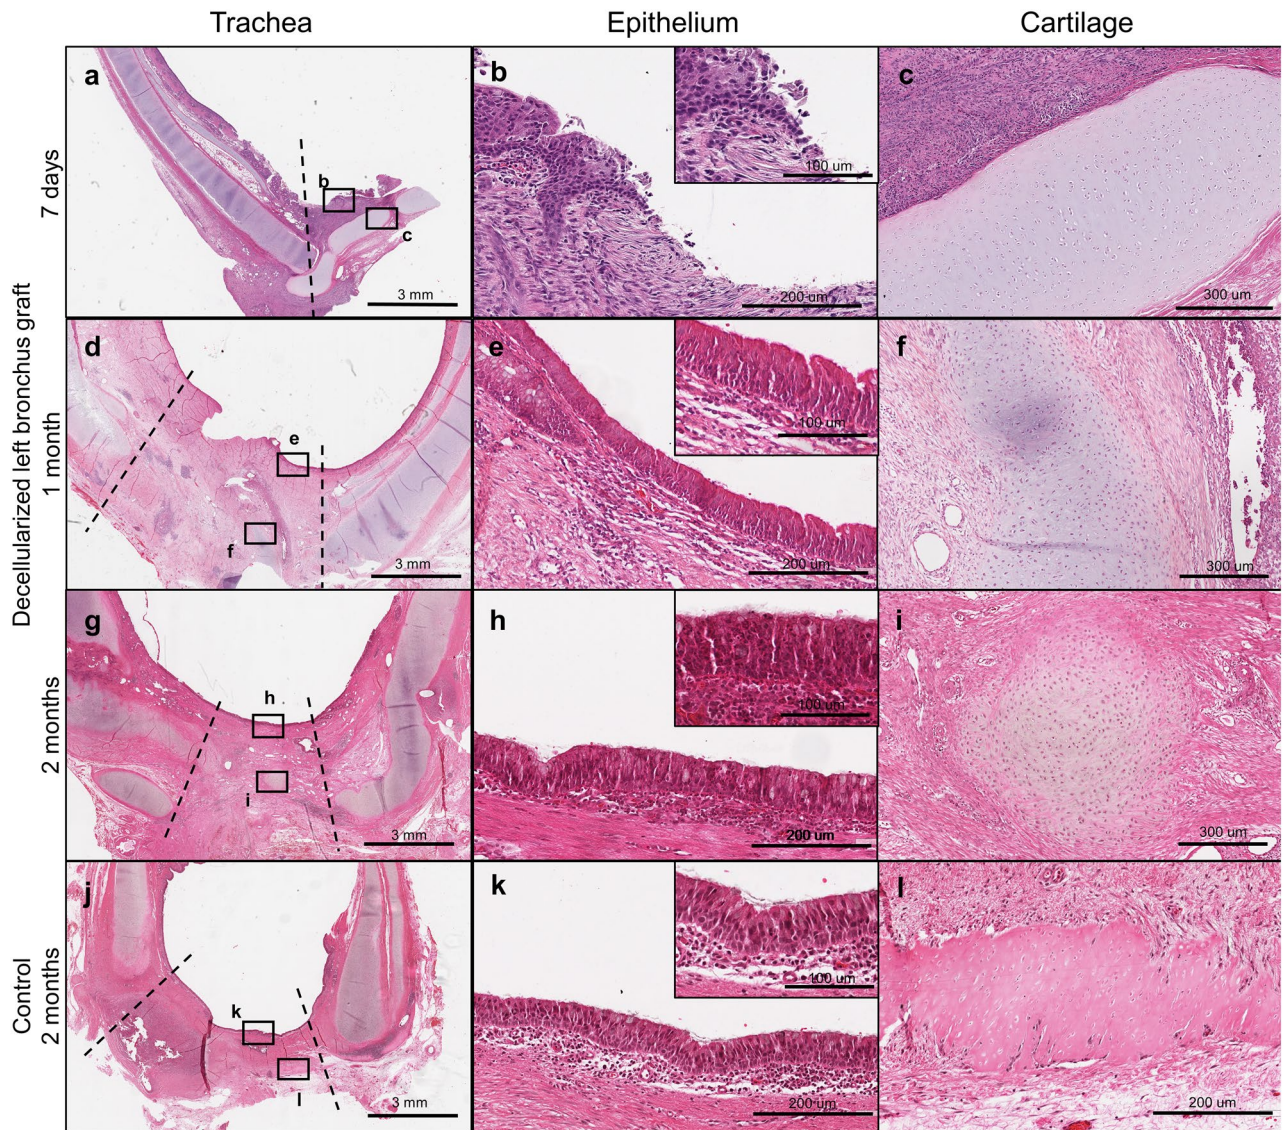 Trachea
Epithelium
Cartilage
Decellularized left bronchus graft
7 days
a
b
c
3 mm
b
100 um
200 um
c
300 um
1 month
d
e
f
3 mm
e
100 um
200 um
f
300 um
2 months
g
h
i
3 mm
h
100 um
200 um
i
300 um
Control
2 months
j
k
l
3 mm
k
100 um
200 um
l
200 um